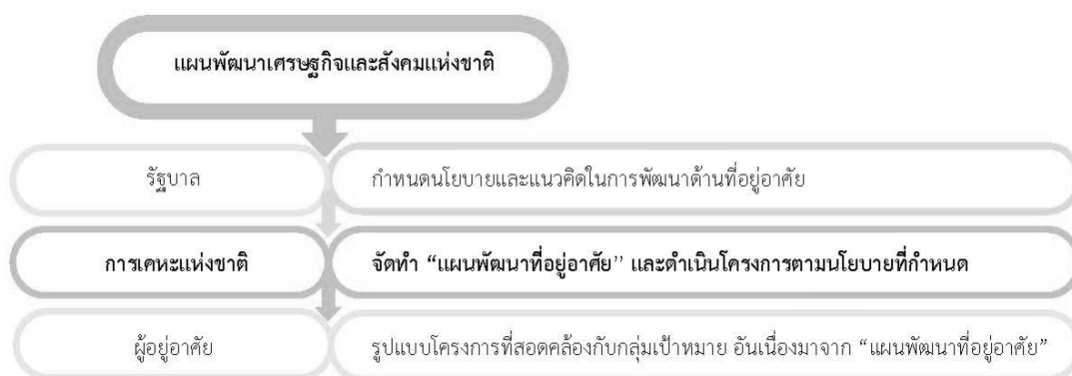 แผนพัฒนาเศรษฐกิจและสังคมแห่งชาติ
รัฐบาล กำหนดนโยบายและแนวคิดในการพัฒนาด้านที่อยู่อาศัย
การเคหะแห่งชาติ จัดทำ “แผนพัฒนาที่อยู่อาศัย” และดำเนินโครงการตามนโยบายที่กำหนด
ผู้อยู่อาศัย รูปแบบโครงการที่สอดคล้องกับกลุ่มเป้าหมาย อันเนื่องมาจาก “แผนพัฒนาที่อยู่อาศัย”